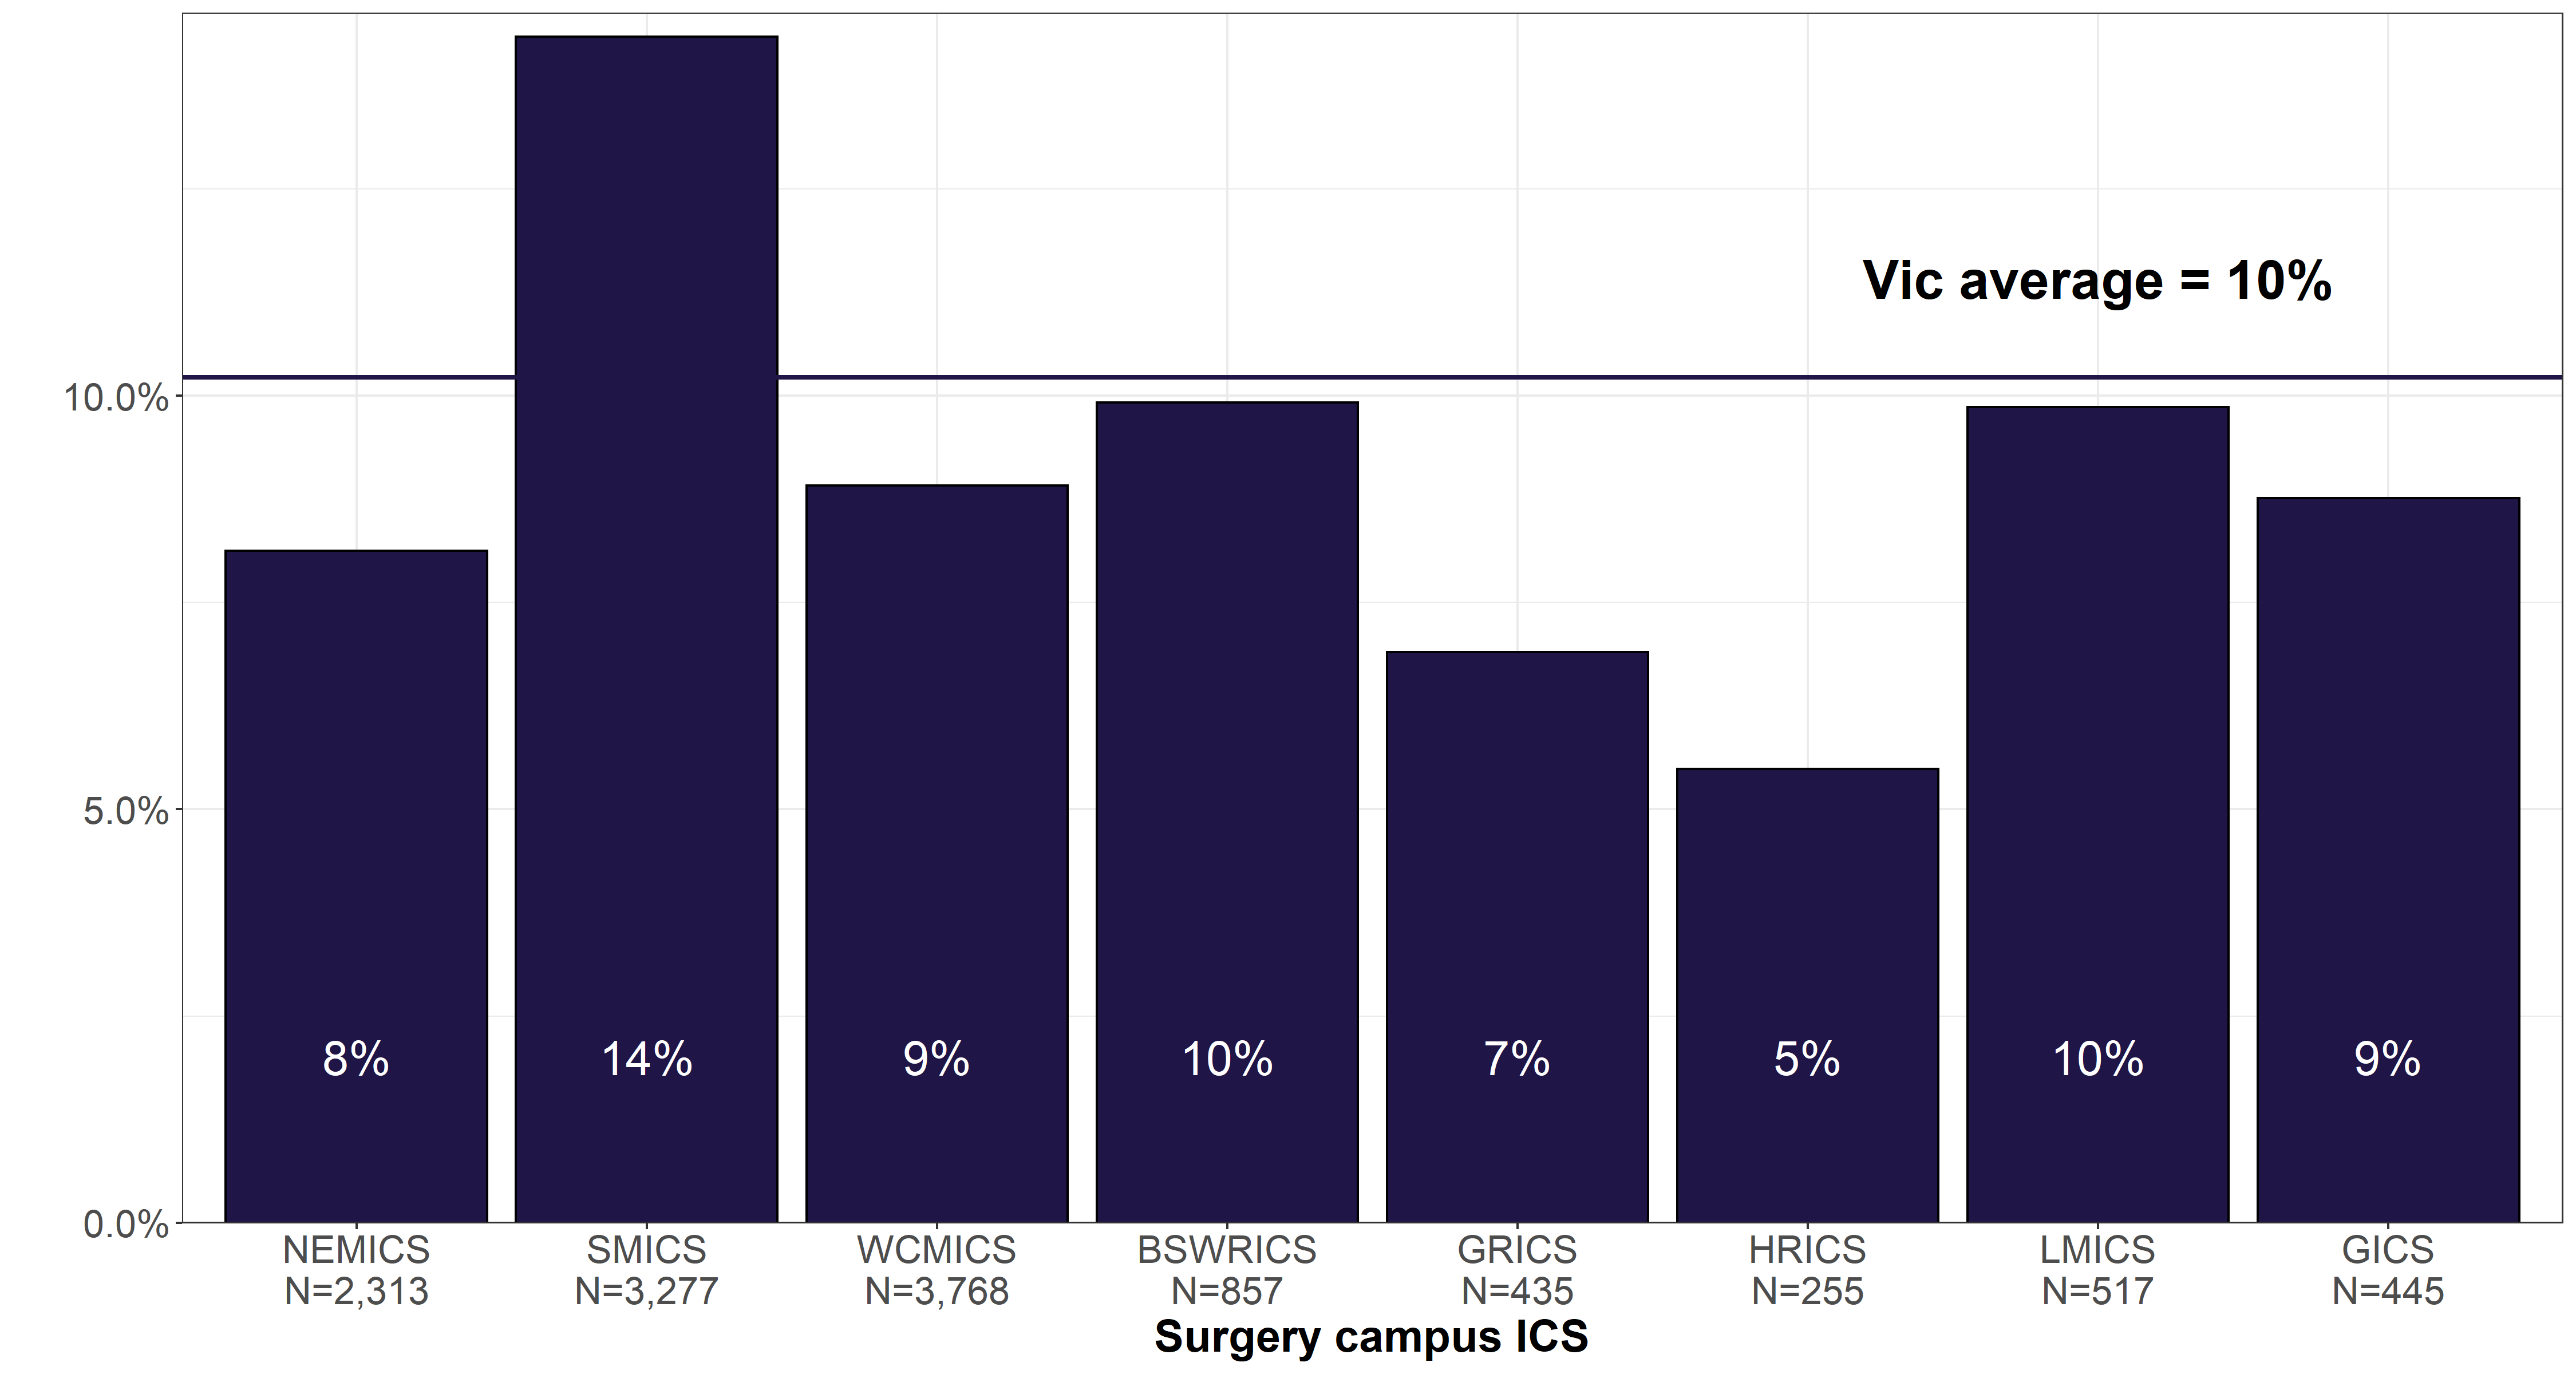 Vic average = 10%
10.0%
5.0%
0.0%
8%
14%
9%
10%
7%
5%
10%
9%
NEMICS
N=2,313
SMICS
N=3,277
WCMICS
N=3,768
BSWRICS
N=857
GRICS
N=435
HRICS
N=255
LMICS
N=517
GICS
N=445
Surgery campus ICS